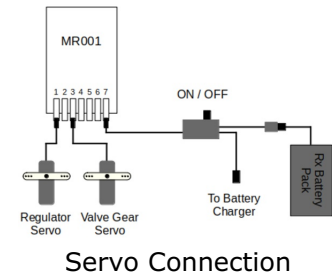 MR001
1 2 3 4 5 6 7
ON / OFF
Rx Battery
Pack
To Battery
Charger
Regulator
Servo
Valve Gear
Servo
Servo Connection